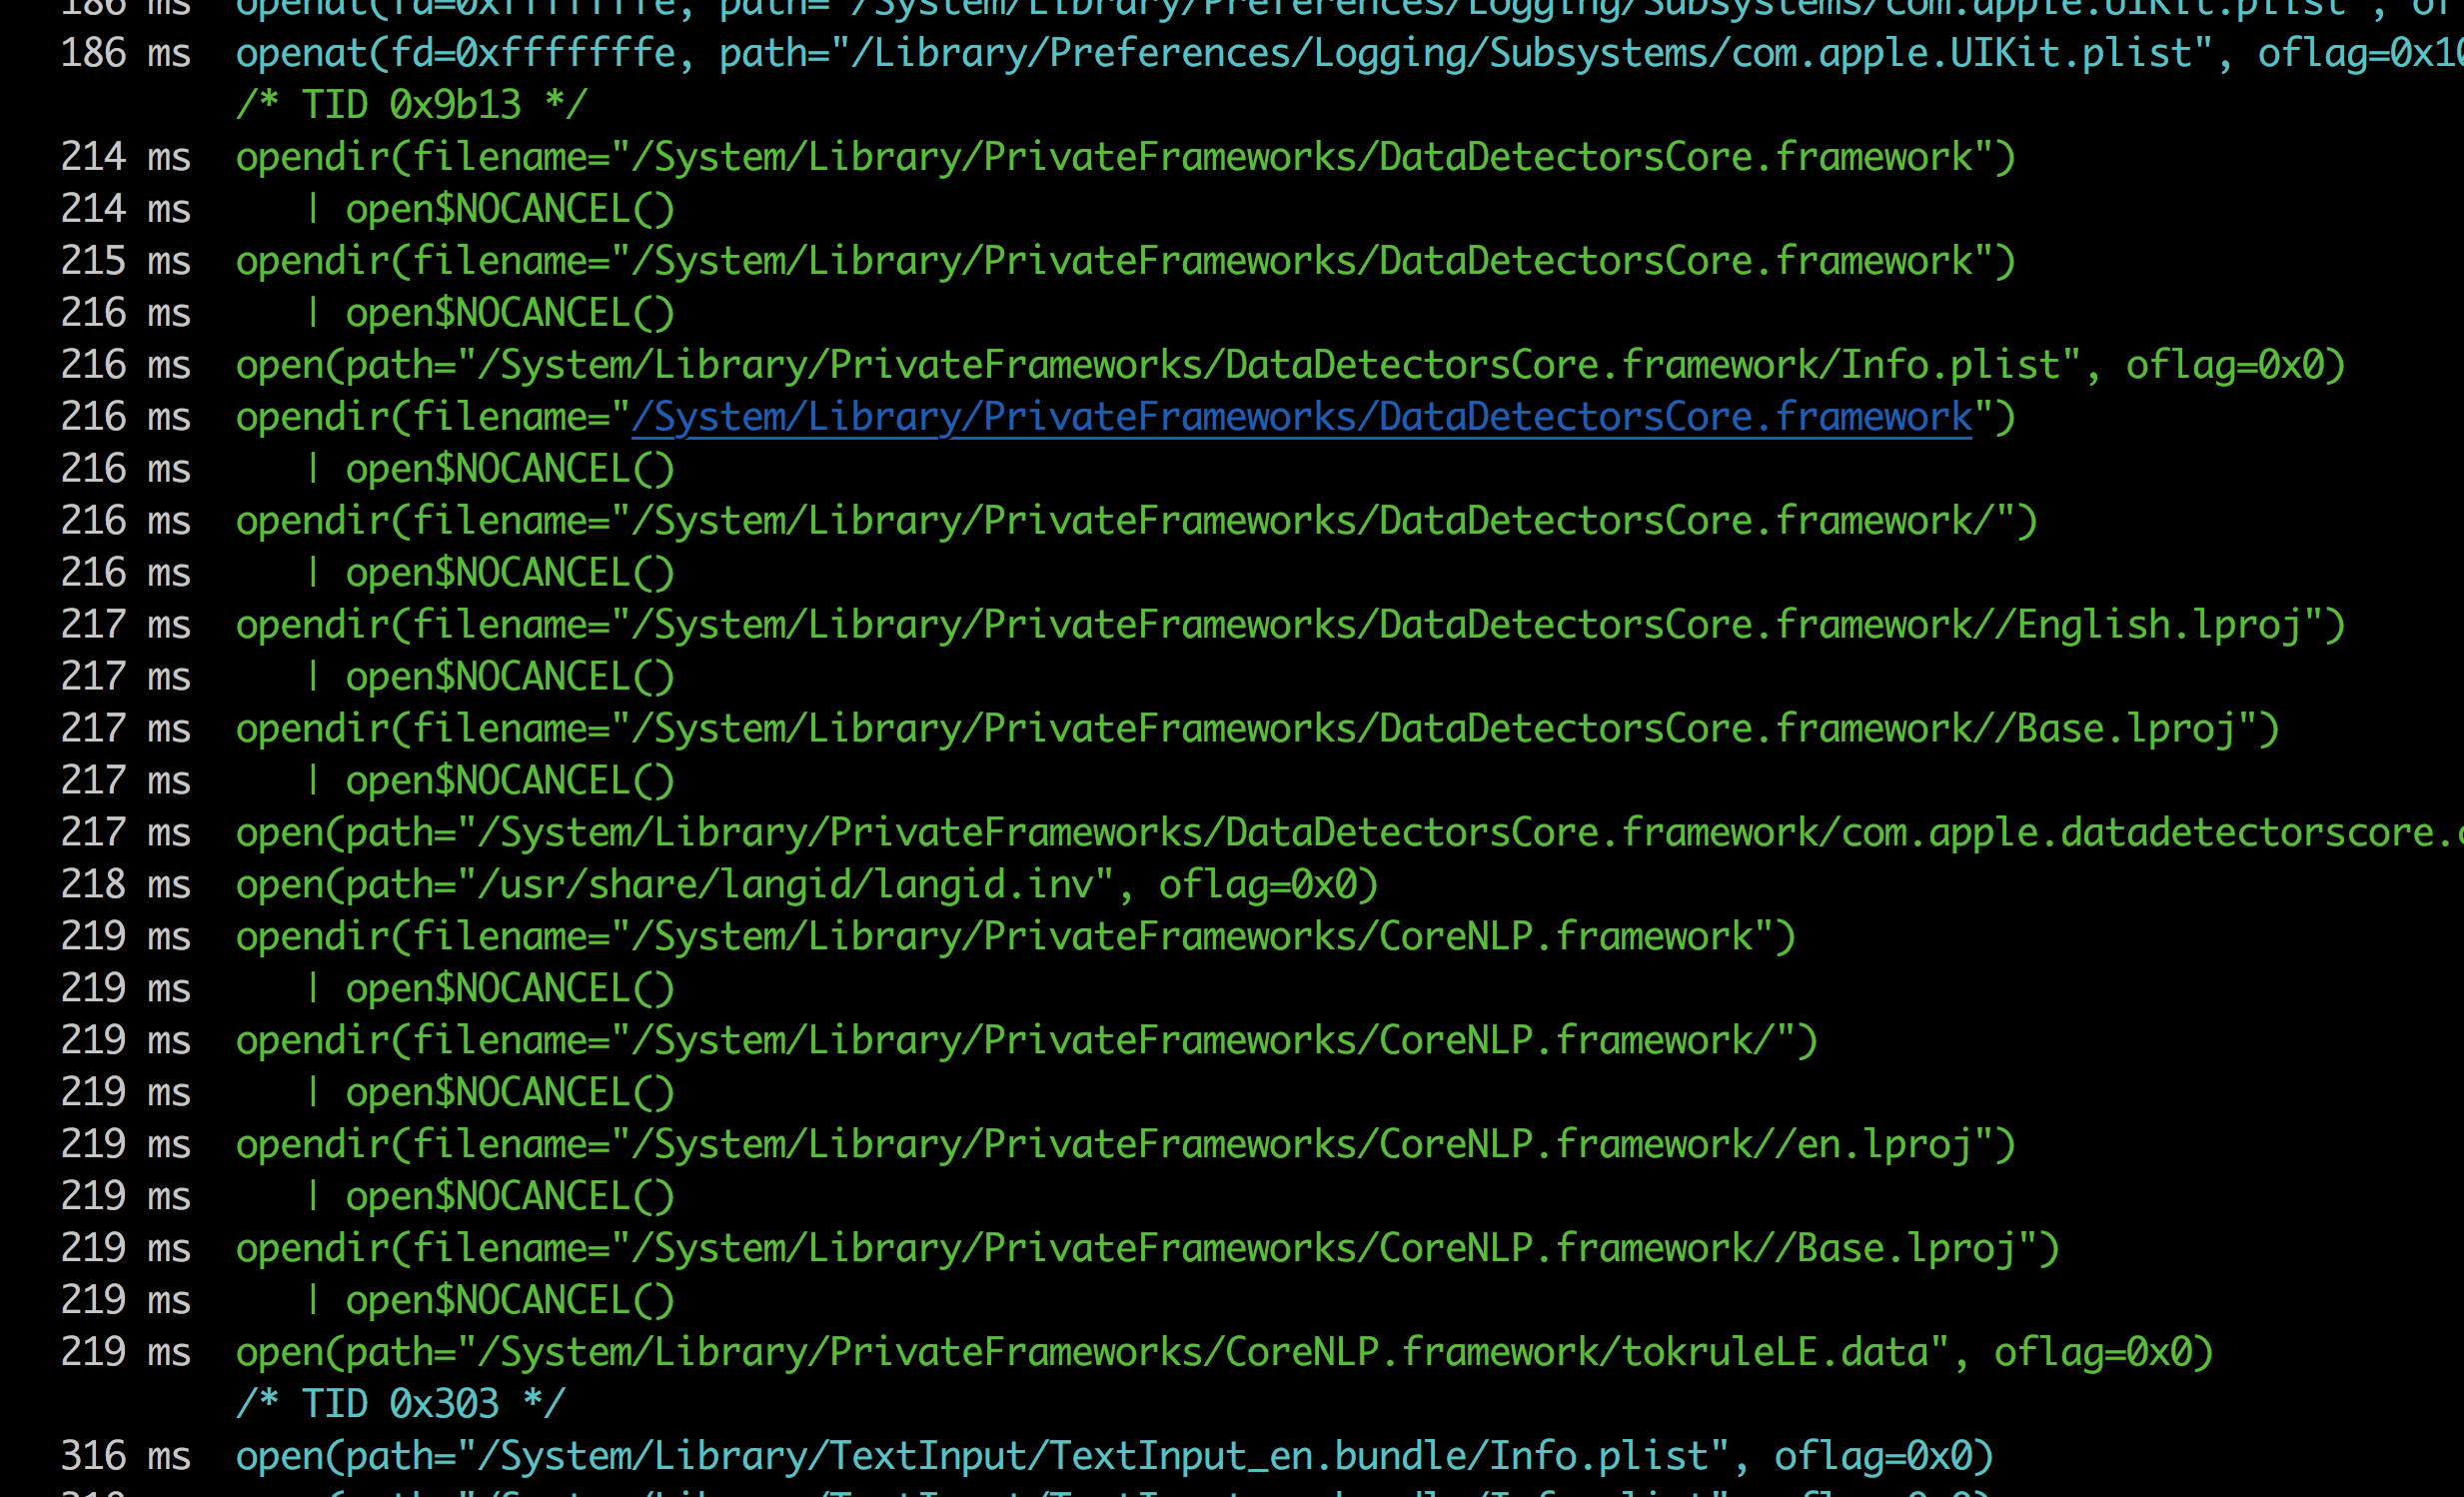 186 ms openat(fd=0xfffffffe, path="/System/Library/Preferences/Logging/Subsystems/com.apple.UIKit.plist", of
186 ms openat(fd=0xfffffffe, path="/Library/Preferences/Logging/Subsystems/com.apple.UIKit.plist", oflag=0x10
/* TID 0x9b13 */
214 ms opendir(filename="/System/Library/PrivateFrameworks/DataDetectorsCore.framework")
214 ms | open$NOCANCEL()
215 ms opendir(filename="/System/Library/PrivateFrameworks/DataDetectorsCore.framework")
216 ms | open$NOCANCEL()
216 ms open(path="/System/Library/PrivateFrameworks/DataDetectorsCore.framework/Info.plist", oflag=0x0)
216 ms opendir(filename="/System/Library/PrivateFrameworks/DataDetectorsCore.framework")
216 ms | open$NOCANCEL()
216 ms opendir(filename="/System/Library/PrivateFrameworks/DataDetectorsCore.framework/")
216 ms | open$NOCANCEL()
217 ms opendir(filename="/System/Library/PrivateFrameworks/DataDetectorsCore.framework//English.lproj")
217 ms | open$NOCANCEL()
217 ms opendir(filename="/System/Library/PrivateFrameworks/DataDetectorsCore.framework//Base.lproj")
217 ms | open$NOCANCEL()
217 ms open(path="/System/Library/PrivateFrameworks/DataDetectorsCore.framework/com.apple.datadetectorscore.
218 ms open(path="/usr/share/langid/langid.inv", oflag=0x0)
219 ms opendir(filename="/System/Library/PrivateFrameworks/CoreNLP.framework")
219 ms | open$NOCANCEL()
219 ms opendir(filename="/System/Library/PrivateFrameworks/CoreNLP.framework/")
219 ms | open$NOCANCEL()
219 ms opendir(filename="/System/Library/PrivateFrameworks/CoreNLP.framework//en.lproj")
219 ms | open$NOCANCEL()
219 ms opendir(filename="/System/Library/PrivateFrameworks/CoreNLP.framework//Base.lproj")
219 ms | open$NOCANCEL()
219 ms open(path="/System/Library/PrivateFrameworks/CoreNLP.framework/tokruleLE.data", oflag=0x0)
/* TID 0x303 */
316 ms open(path="/System/Library/TextInput/TextInput_en.bundle/Info.plist", oflag=0x0)